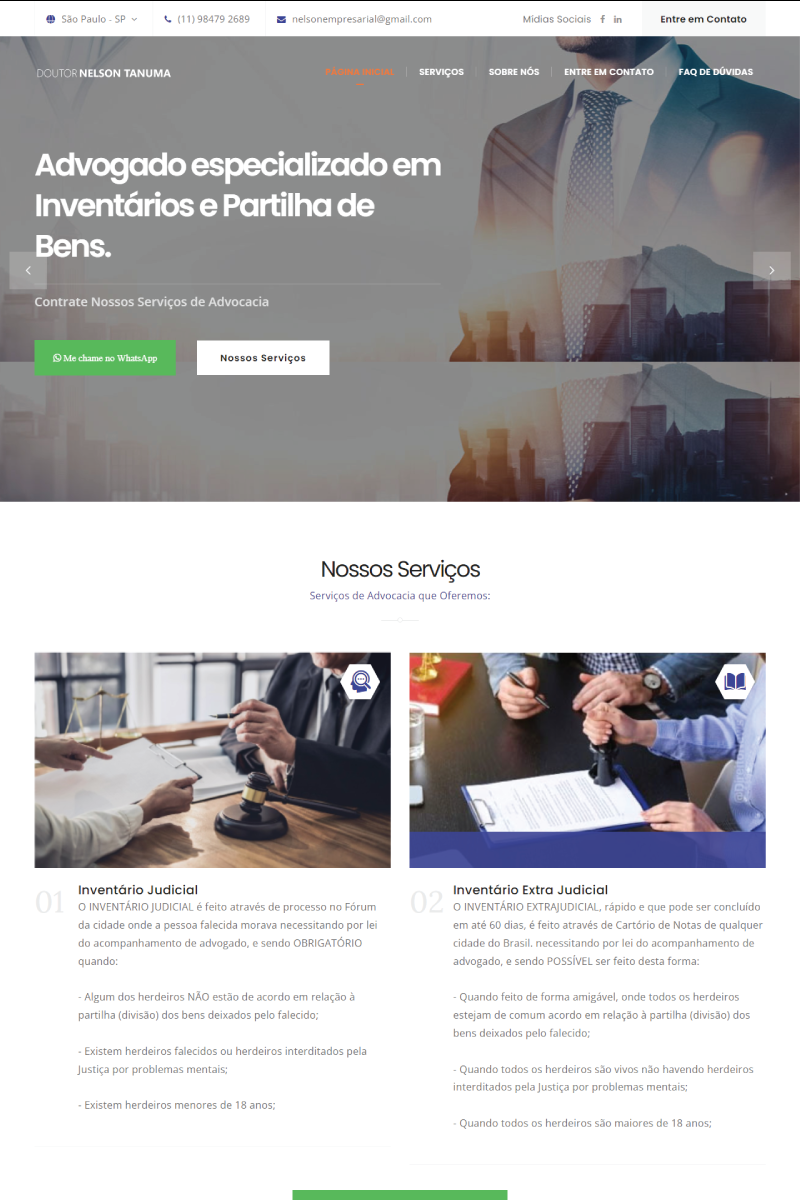 São Paulo - SP
(11) 98479 2689
nelsonempresarial@gmail.com
Mídias Sociais
Entre em Contato
DOUTOR NELSON TANUMA
PÁGINA INICIAL
SERVIÇOS
SOBRE NÓS
ENTRE EM CONTATO
FAQ DE DÚVIDAS
Advogado especializado em
Inventários e Partilha de
Bens.
Contrate Nossos Serviços de Advocacia
Me chame no WhatsApp
Nossos Serviços
Nossos Serviços
Serviços de Advocacia que Oferemos:
01
Inventário Judicial
O INVENTÁRIO JUDICIAL é feito através de processo no Fórum
da cidade onde a pessoa falecida morava necessitando por lei
do acompanhamento de advogado, e sendo OBRIGATÓRIO
quando:
- Algum dos herdeiros NÃO estão de acordo em relação à
partilha (divisão) dos bens deixados pelo falecido;
- Existem herdeiros falecidos ou herdeiros interditados pela
Justiça por problemas mentais;
- Existem herdeiros menores de 18 anos;
02
Inventário Extra Judicial
O INVENTÁRIO EXTRAJUDICIAL, rápido e que pode ser concluído
em até 60 dias, é feito através de Cartório de Notas de qualquer
cidade do Brasil. necessitando por lei do acompanhamento de
advogado, e sendo POSSÍVEL ser feito desta forma:
- Quando feito de forma amigável, onde todos os herdeiros
estejam de comum acordo em relação à partilha (divisão) dos
bens deixados pelo falecido;
- Quando todos os herdeiros são vivos não havendo herdeiros
interditados pela Justiça por problemas mentais;
- Quando todos os herdeiros são maiores de 18 anos;